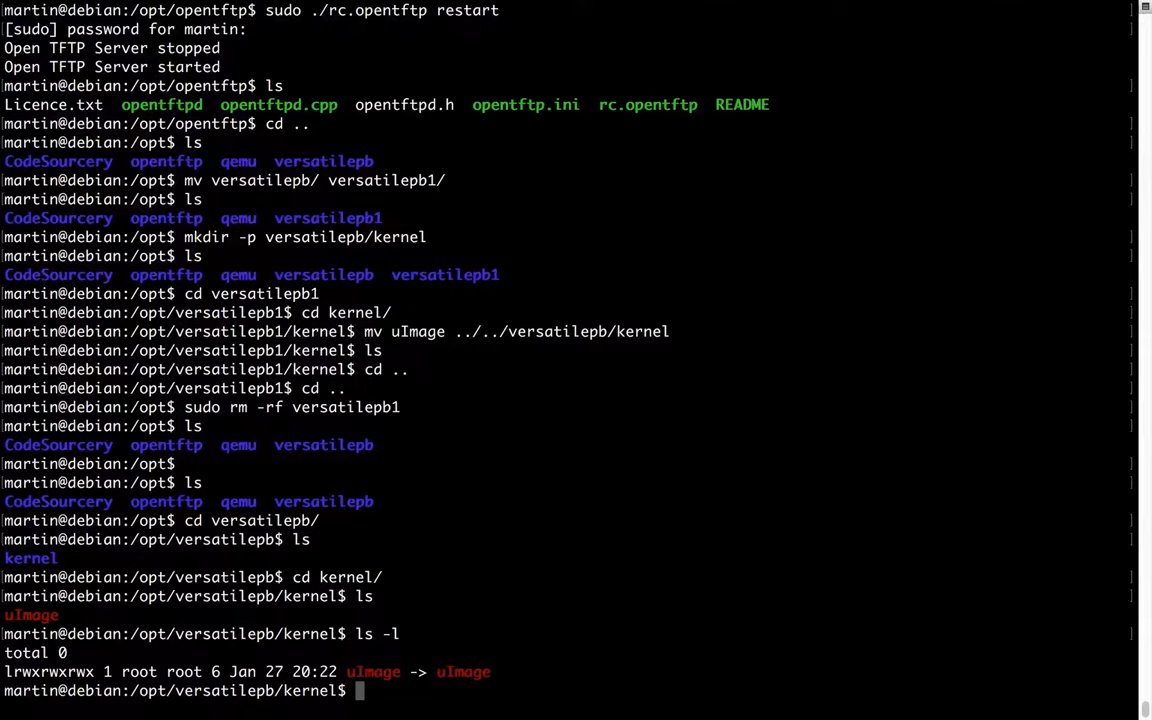 martin@debian:/opt/opentftp$ sudo ./rc.opentftp restart
[sudo] password for martin:
Open TFTP Server stopped
Open TFTP Server started
martin@debian:/opt/opentftp$ ls
Licence.txt  opentftpd  opentftpd.cpp  opentftpd.h  opentftp.ini  rc.opentftp  README
martin@debian:/opt/opentftp$ cd ..
martin@debian:/opt$ ls
CodeSourcery  opentftp  qemu  versatilepb
martin@debian:/opt$ mv versatilepb/ versatilepb1/
martin@debian:/opt$ ls
CodeSourcery  opentftp  qemu  versatilepb1
martin@debian:/opt$ mkdir -p versatilepb/kernel
martin@debian:/opt$ ls
CodeSourcery  opentftp  qemu  versatilepb  versatilepb1
martin@debian:/opt$ cd versatilepb1
martin@debian:/opt/versatilepb1$ cd kernel/
martin@debian:/opt/versatilepb1/kernel$ mv uImage ../../versatilepb/kernel
martin@debian:/opt/versatilepb1/kernel$ ls
martin@debian:/opt/versatilepb1/kernel$ cd ..
martin@debian:/opt/versatilepb1$ cd ..
martin@debian:/opt$ sudo rm -rf versatilepb1
martin@debian:/opt$ ls
CodeSourcery  opentftp  qemu  versatilepb
martin@debian:/opt$
martin@debian:/opt$ ls
CodeSourcery  opentftp  qemu  versatilepb
martin@debian:/opt$ cd versatilepb/
martin@debian:/opt/versatilepb$ ls
kernel
martin@debian:/opt/versatilepb$ cd kernel/
martin@debian:/opt/versatilepb/kernel$ ls
uImage
martin@debian:/opt/versatilepb/kernel$ ls -l
total 0
lrwxrwxrwx 1 root root 6 Jan 27 20:22 uImage -> uImage
martin@debian:/opt/versatilepb/kernel$